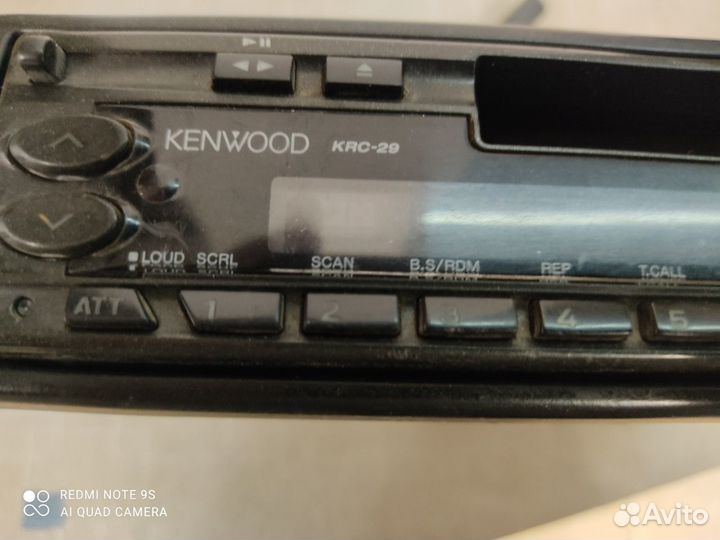 KENWOOD KRC-29
LOUD SCRL SCAN B.S/RDM REP T.CALL
ATT 1 2 3 4 5
REDMI NOTE 9S
AI QUAD CAMERA
Avito